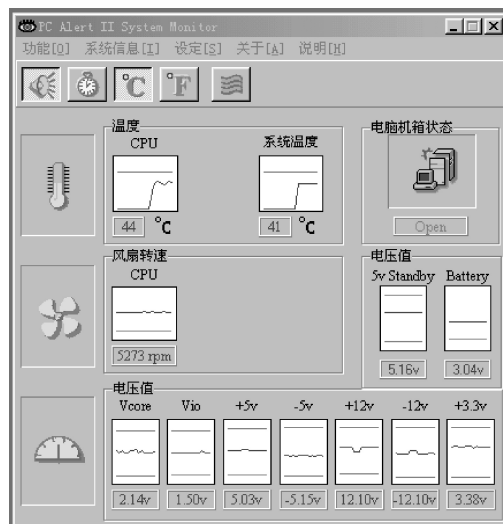 PC Alert II System Monitor
功能[O] 系统信息[I] 设定[S] 关于[A] 说明[H]
°C °F
温度
CPU 系统温度
44 °C 41 °C
电脑机箱状态
Open
风扇转速
CPU
5273 rpm
电压值
5v Standby Battery
5.16v 3.04v
电压值
Vcore Vio +5v -5v +12v -12v +3.3v
2.14v 1.50v 5.03v -5.15v 12.10v -12.10v 3.38v